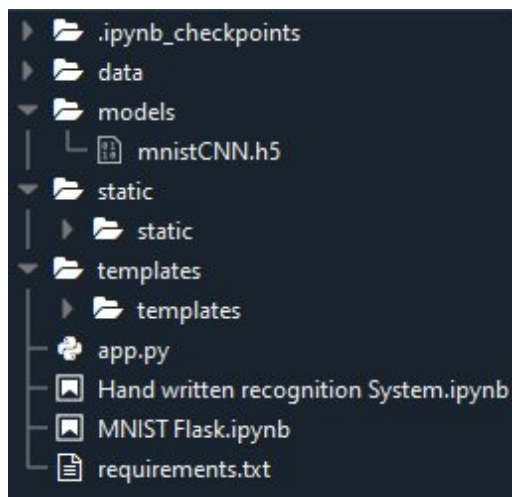 .ipynb_checkpoints
data
models
mnistCNN.h5
static
static
templates
templates
app.py
Hand written recognition System.ipynb
MNIST Flask.ipynb
requirements.txt